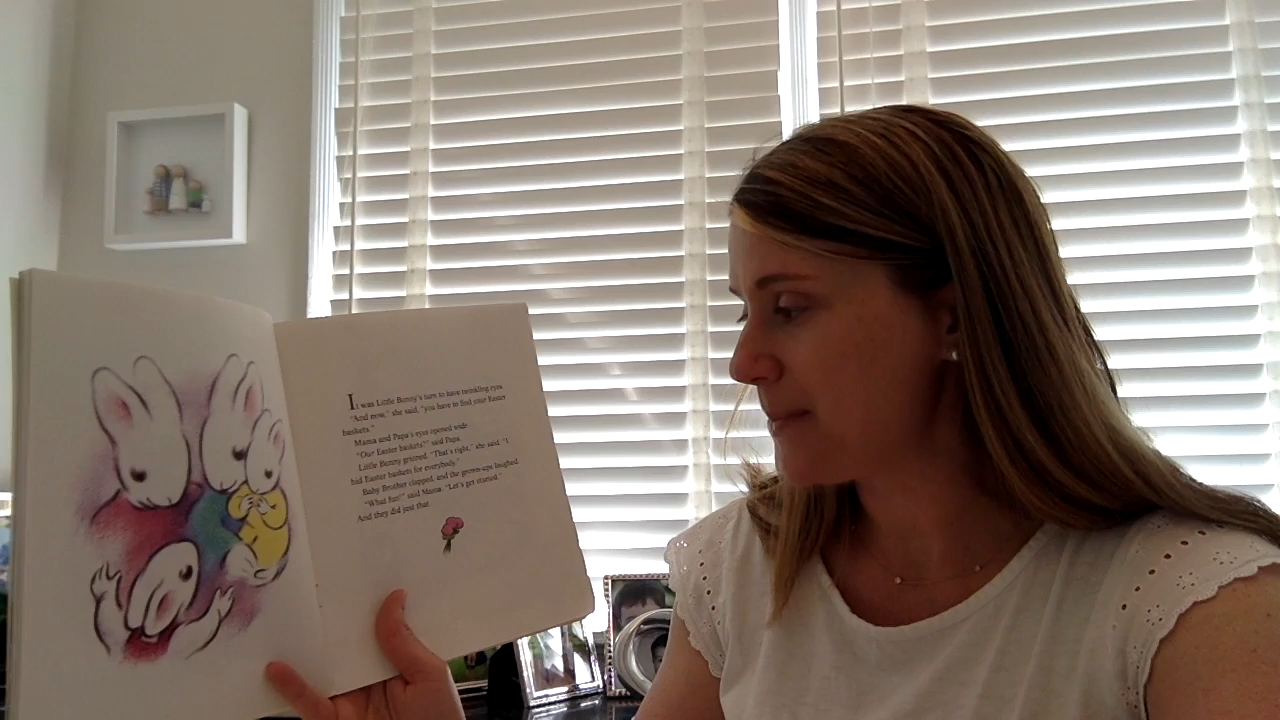 It was Little Bunny's turn to have twinkling eyes.
"And now," she said, "you have to find your Easter
baskets."
Mama and Papa's eyes opened wide.
"Our Easter baskets?" said Papa.
Little Bunny grinned. "That's right," she said. "I
hid Easter baskets for everybody."
Baby Brother clapped, and the grown-ups laughed.
"What fun!" said Mama. "Let's get started."
And they did just that.